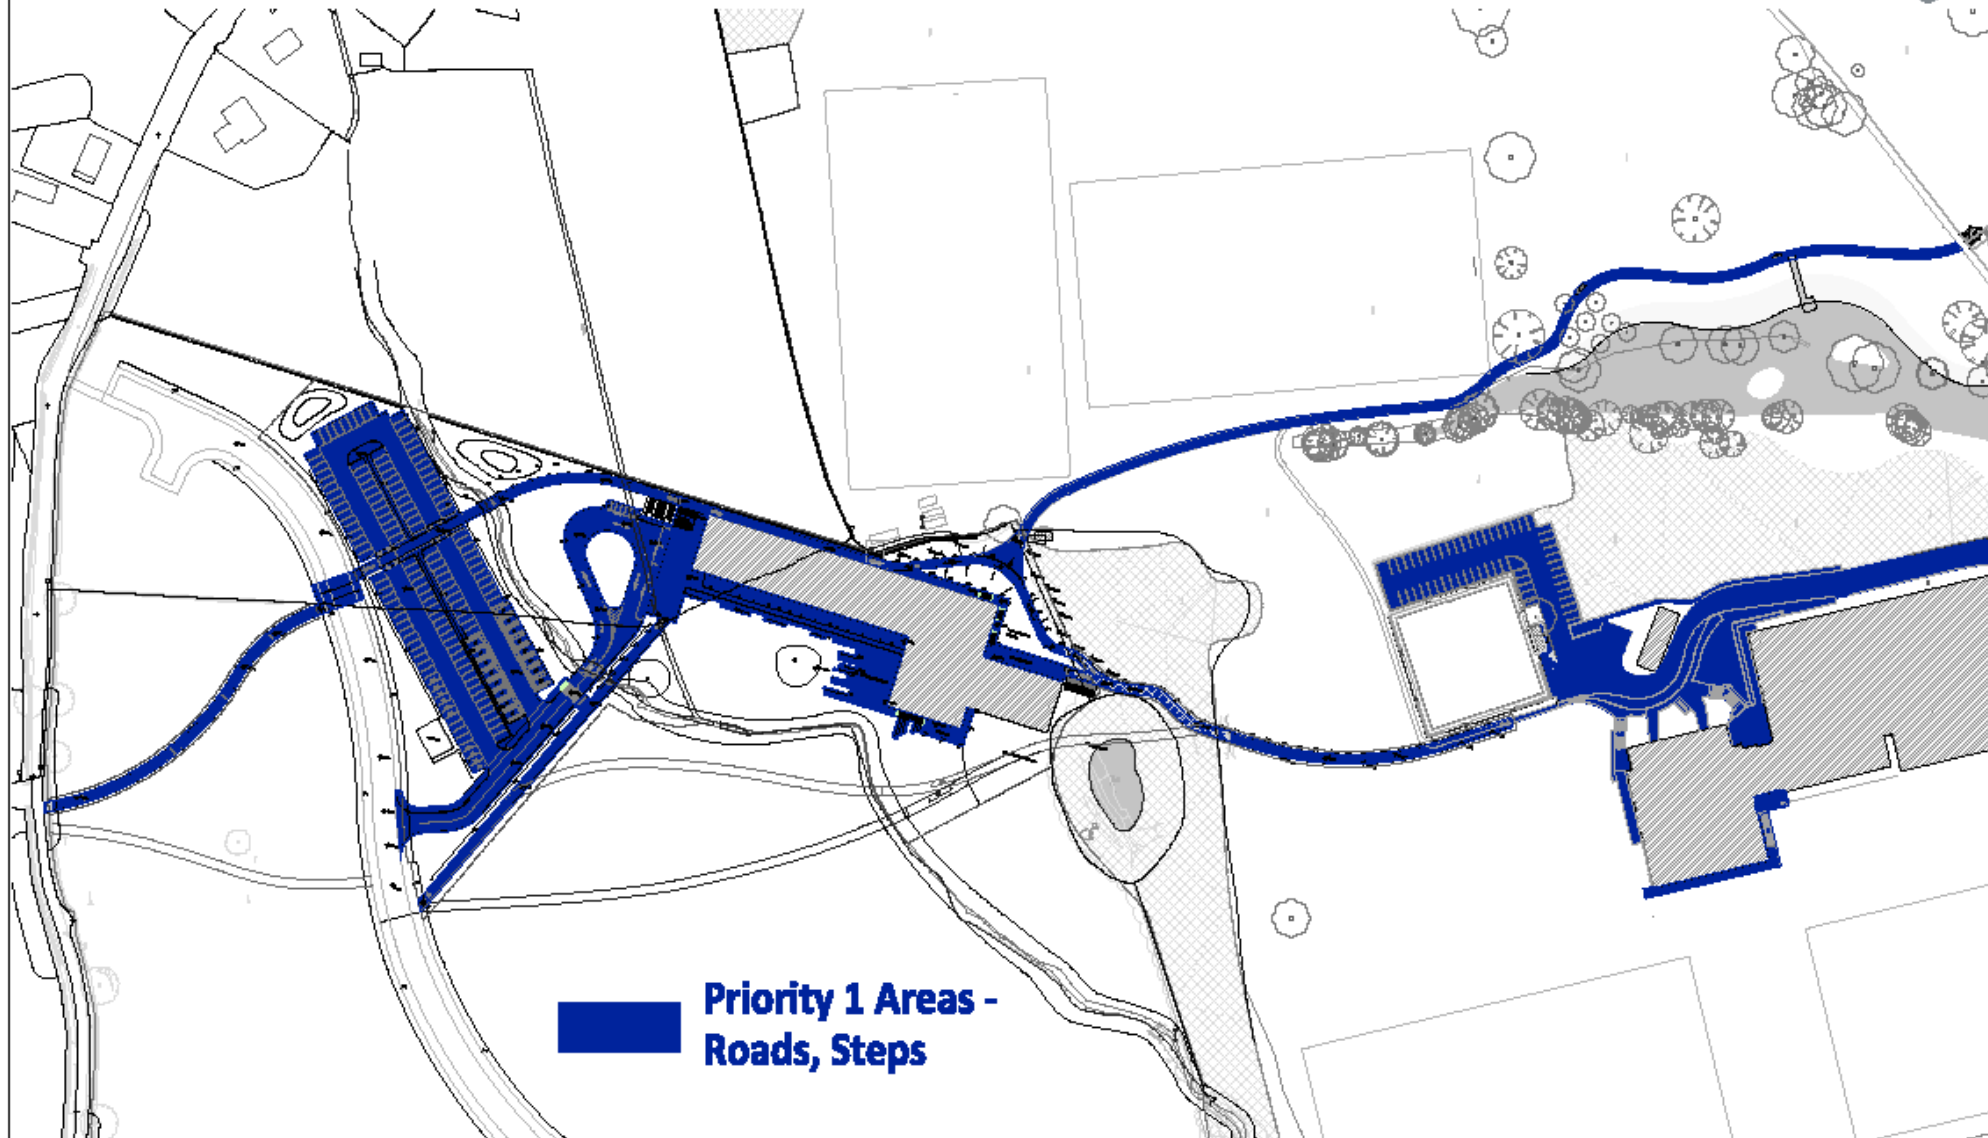 Priority 1 Areas -
Roads, Steps